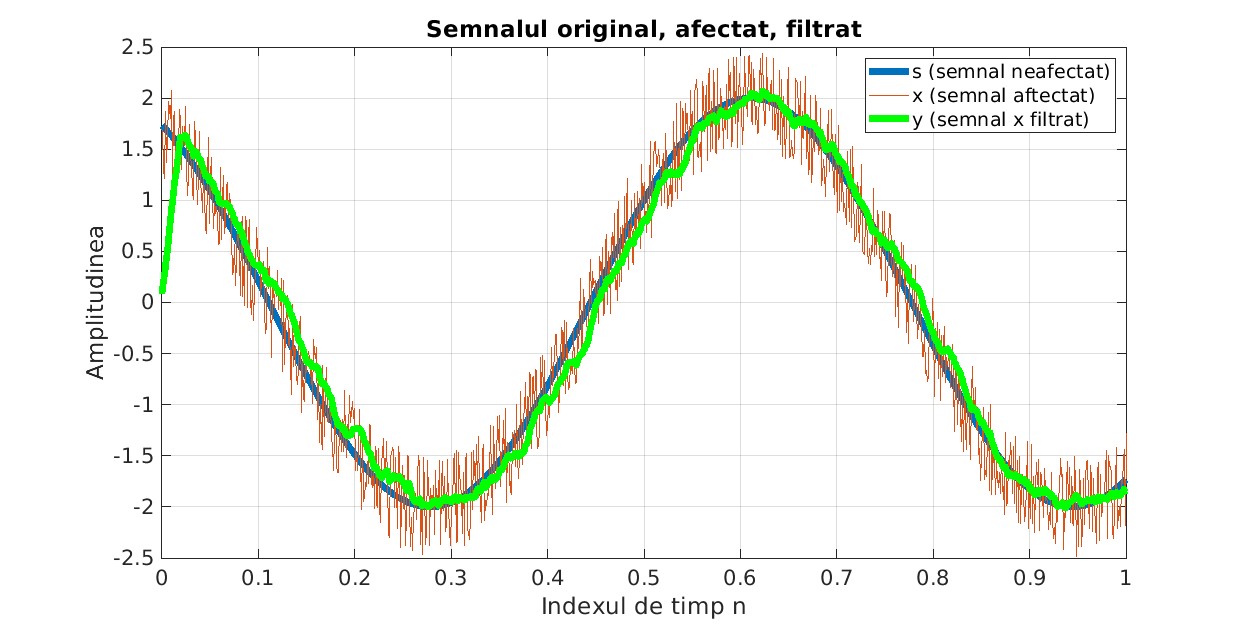 Semnalul original, afectat, filtrat
s (semnal neafectat)
x (semnal aftectat)
y (semnal x filtrat)
Amplitudinea
2.5
2
1.5
1
0.5
0
-0.5
-1
-1.5
-2
-2.5
0 0.1 0.2 0.3 0.4 0.5 0.6 0.7 0.8 0.9 1
Indexul de timp n